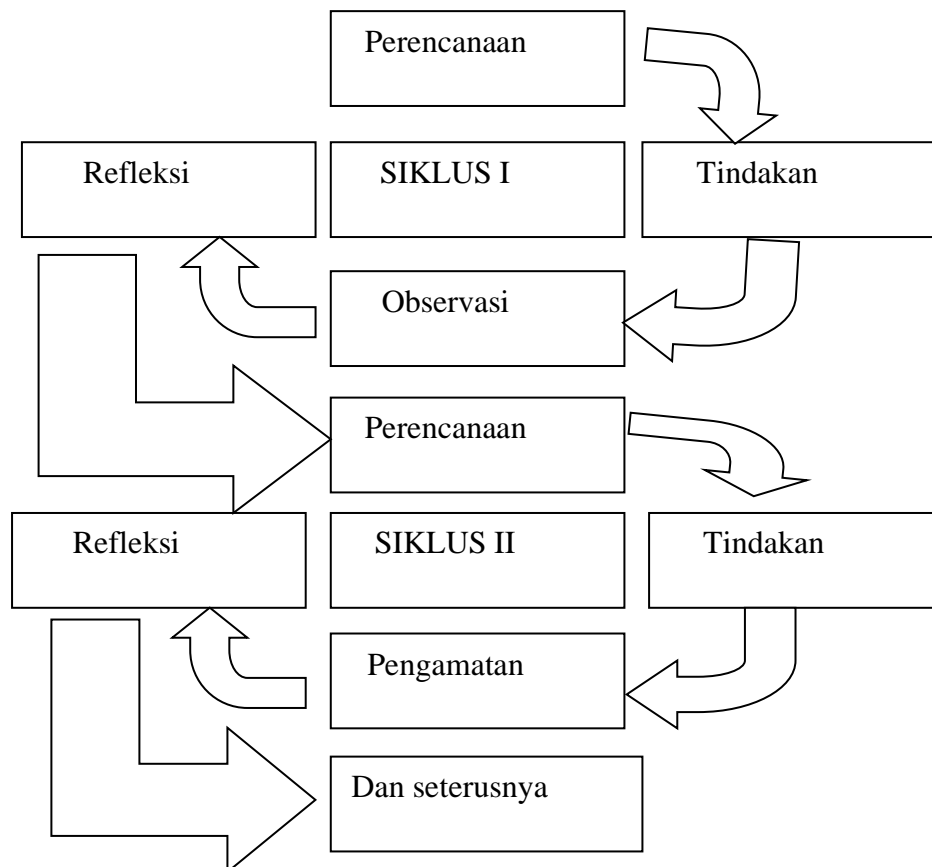 Perencanaan
Refleksi
SIKLUS I
Tindakan
Observasi
Perencanaan
Refleksi
SIKLUS II
Tindakan
Pengamatan
Dan seterusnya